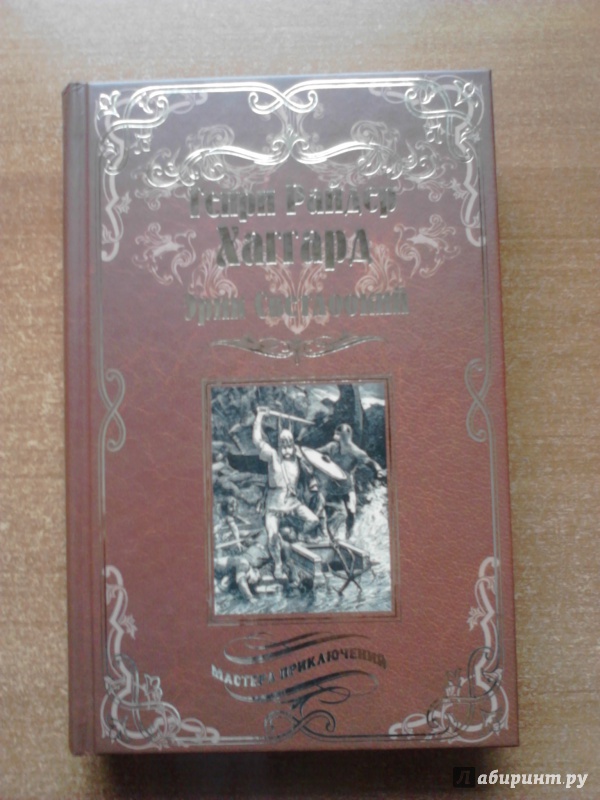 Генри Райдер
Хаггард
Эрик Светлоокий
МАСТЕРА ПРИКЛЮЧЕНИЙ
Лабиринт.ру